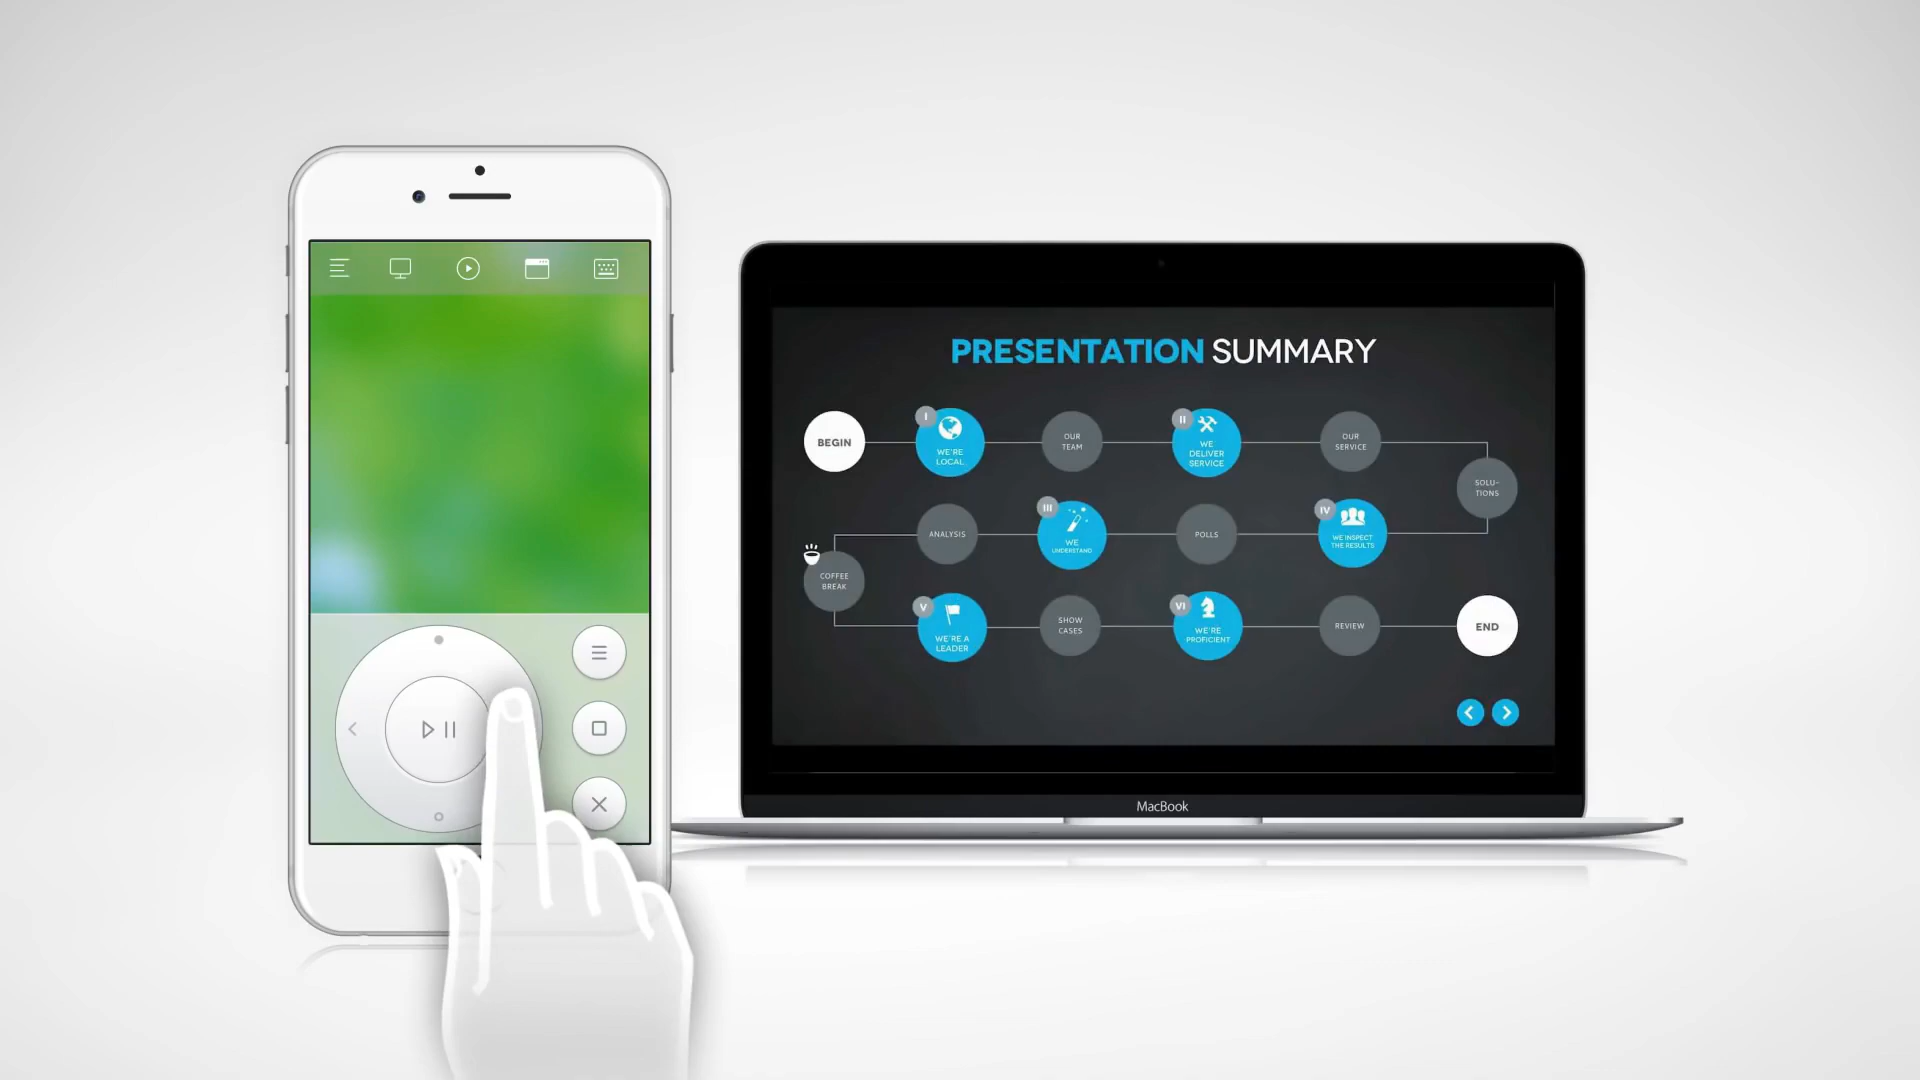 PRESENTATION SUMMARY
BEGIN
I
WE'RE
LOCAL
OUR
TEAM
II
WE
DELIVER
SERVICE
OUR
SERVICE
SOLU-
TIONS
IV
WE INSPECT
THE RESULTS
POLLS
III
WE
UNDERSTAND
ANALYSIS
COFFEE
BREAK
V
WE'RE A
LEADER
SHOW
CASES
VI
WE'RE
PROFICIENT
REVIEW
END
MacBook